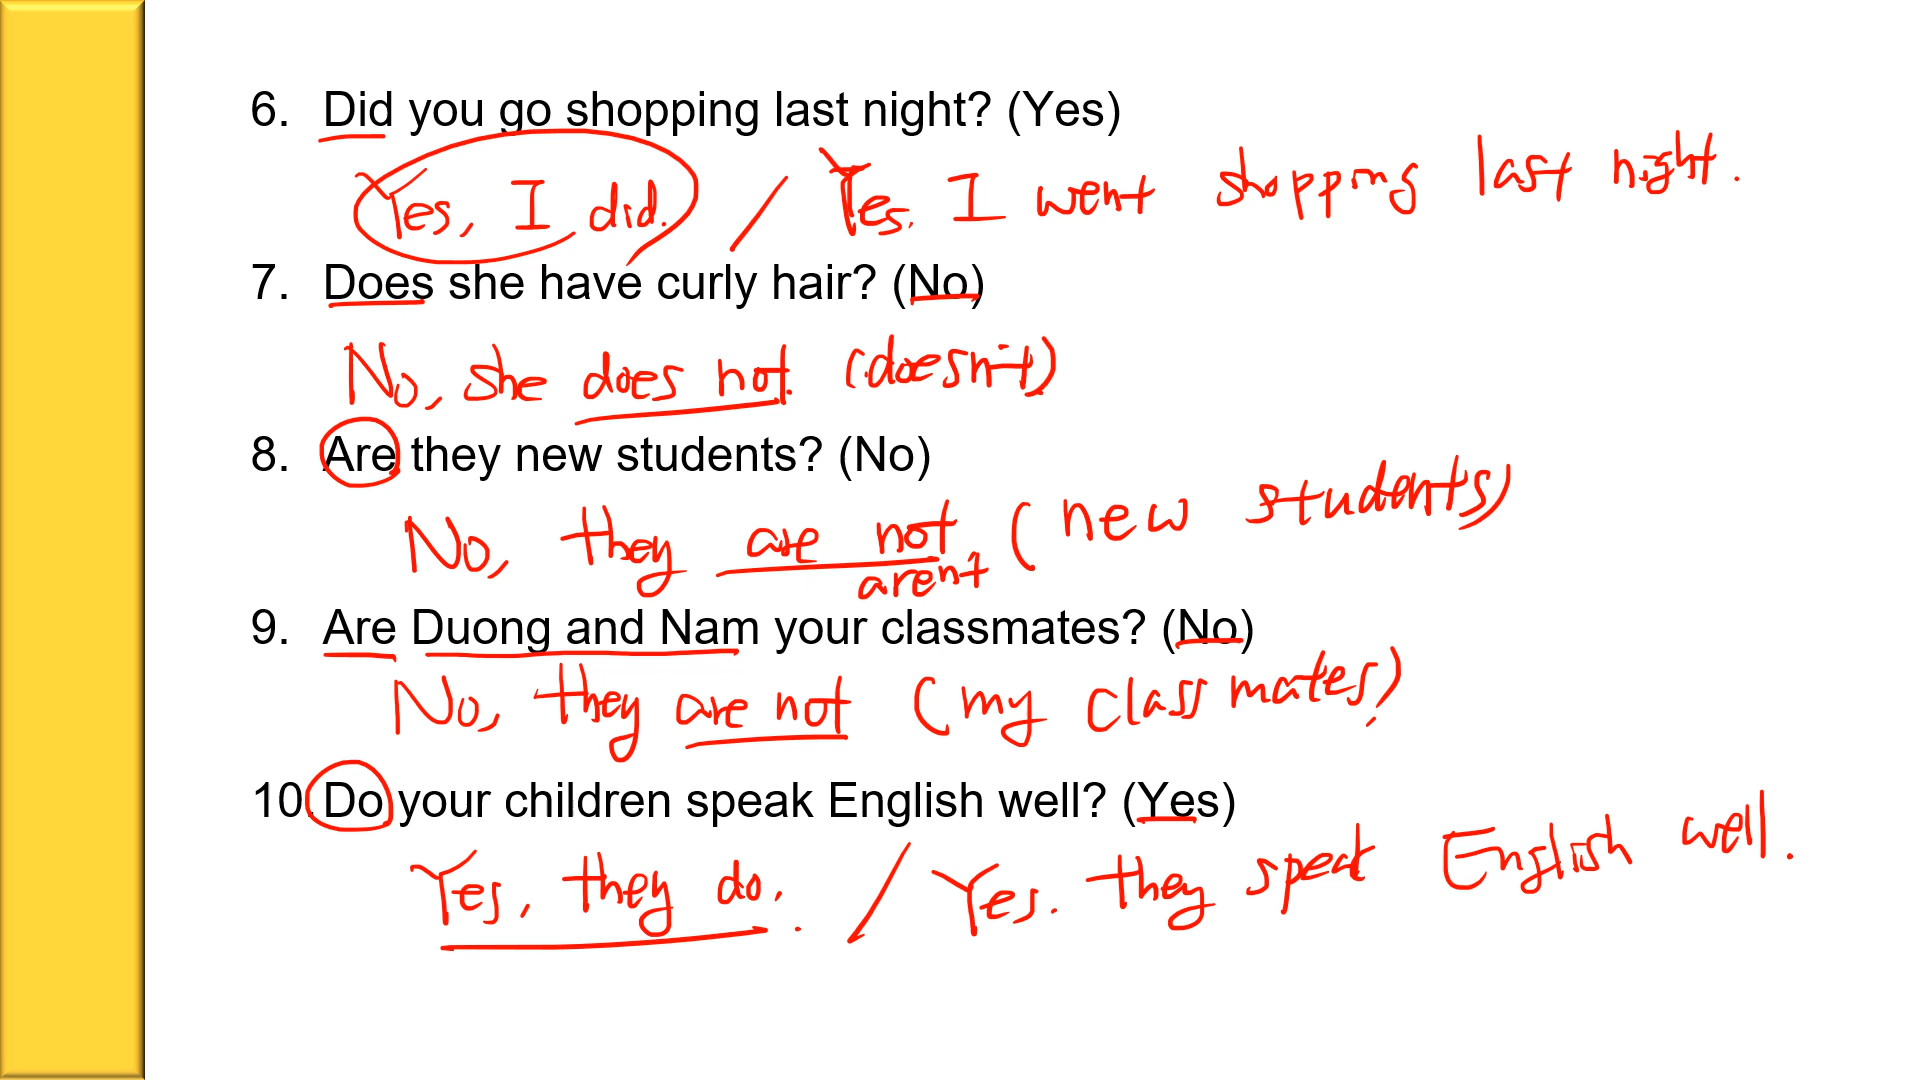 6. Did you go shopping last night? (Yes)
Yes, I did. / Yes. I went shopping last night.
7. Does she have curly hair? (No)
No, she does not. (doesn't)
8. Are they new students? (No)
No, they are not (new students)
aren't
9. Are Duong and Nam your classmates? (No)
No, they are not (my classmates).
10. Do your children speak English well? (Yes)
Yes, they do. / Yes. they speak English well.